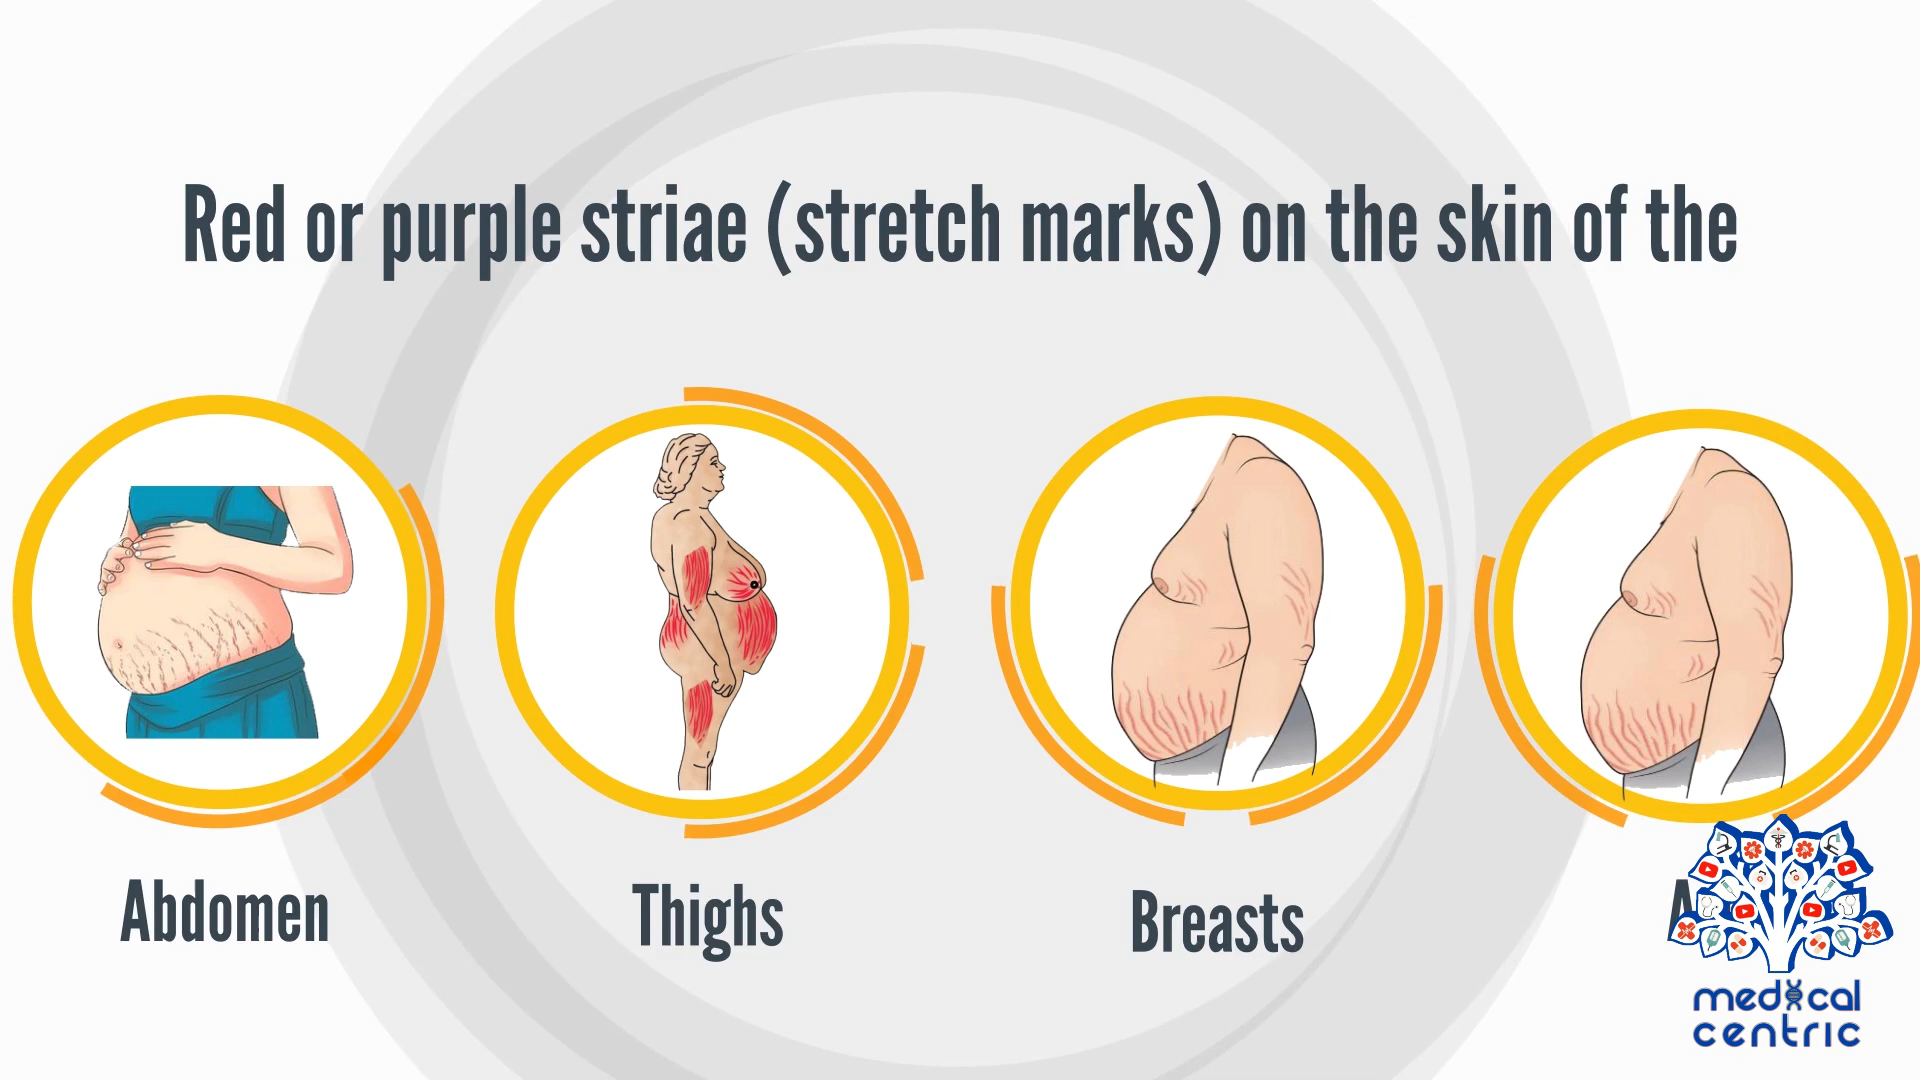 Red or purple striae (stretch marks) on the skin of the
Abdomen
Thighs
Breasts
medical
centric